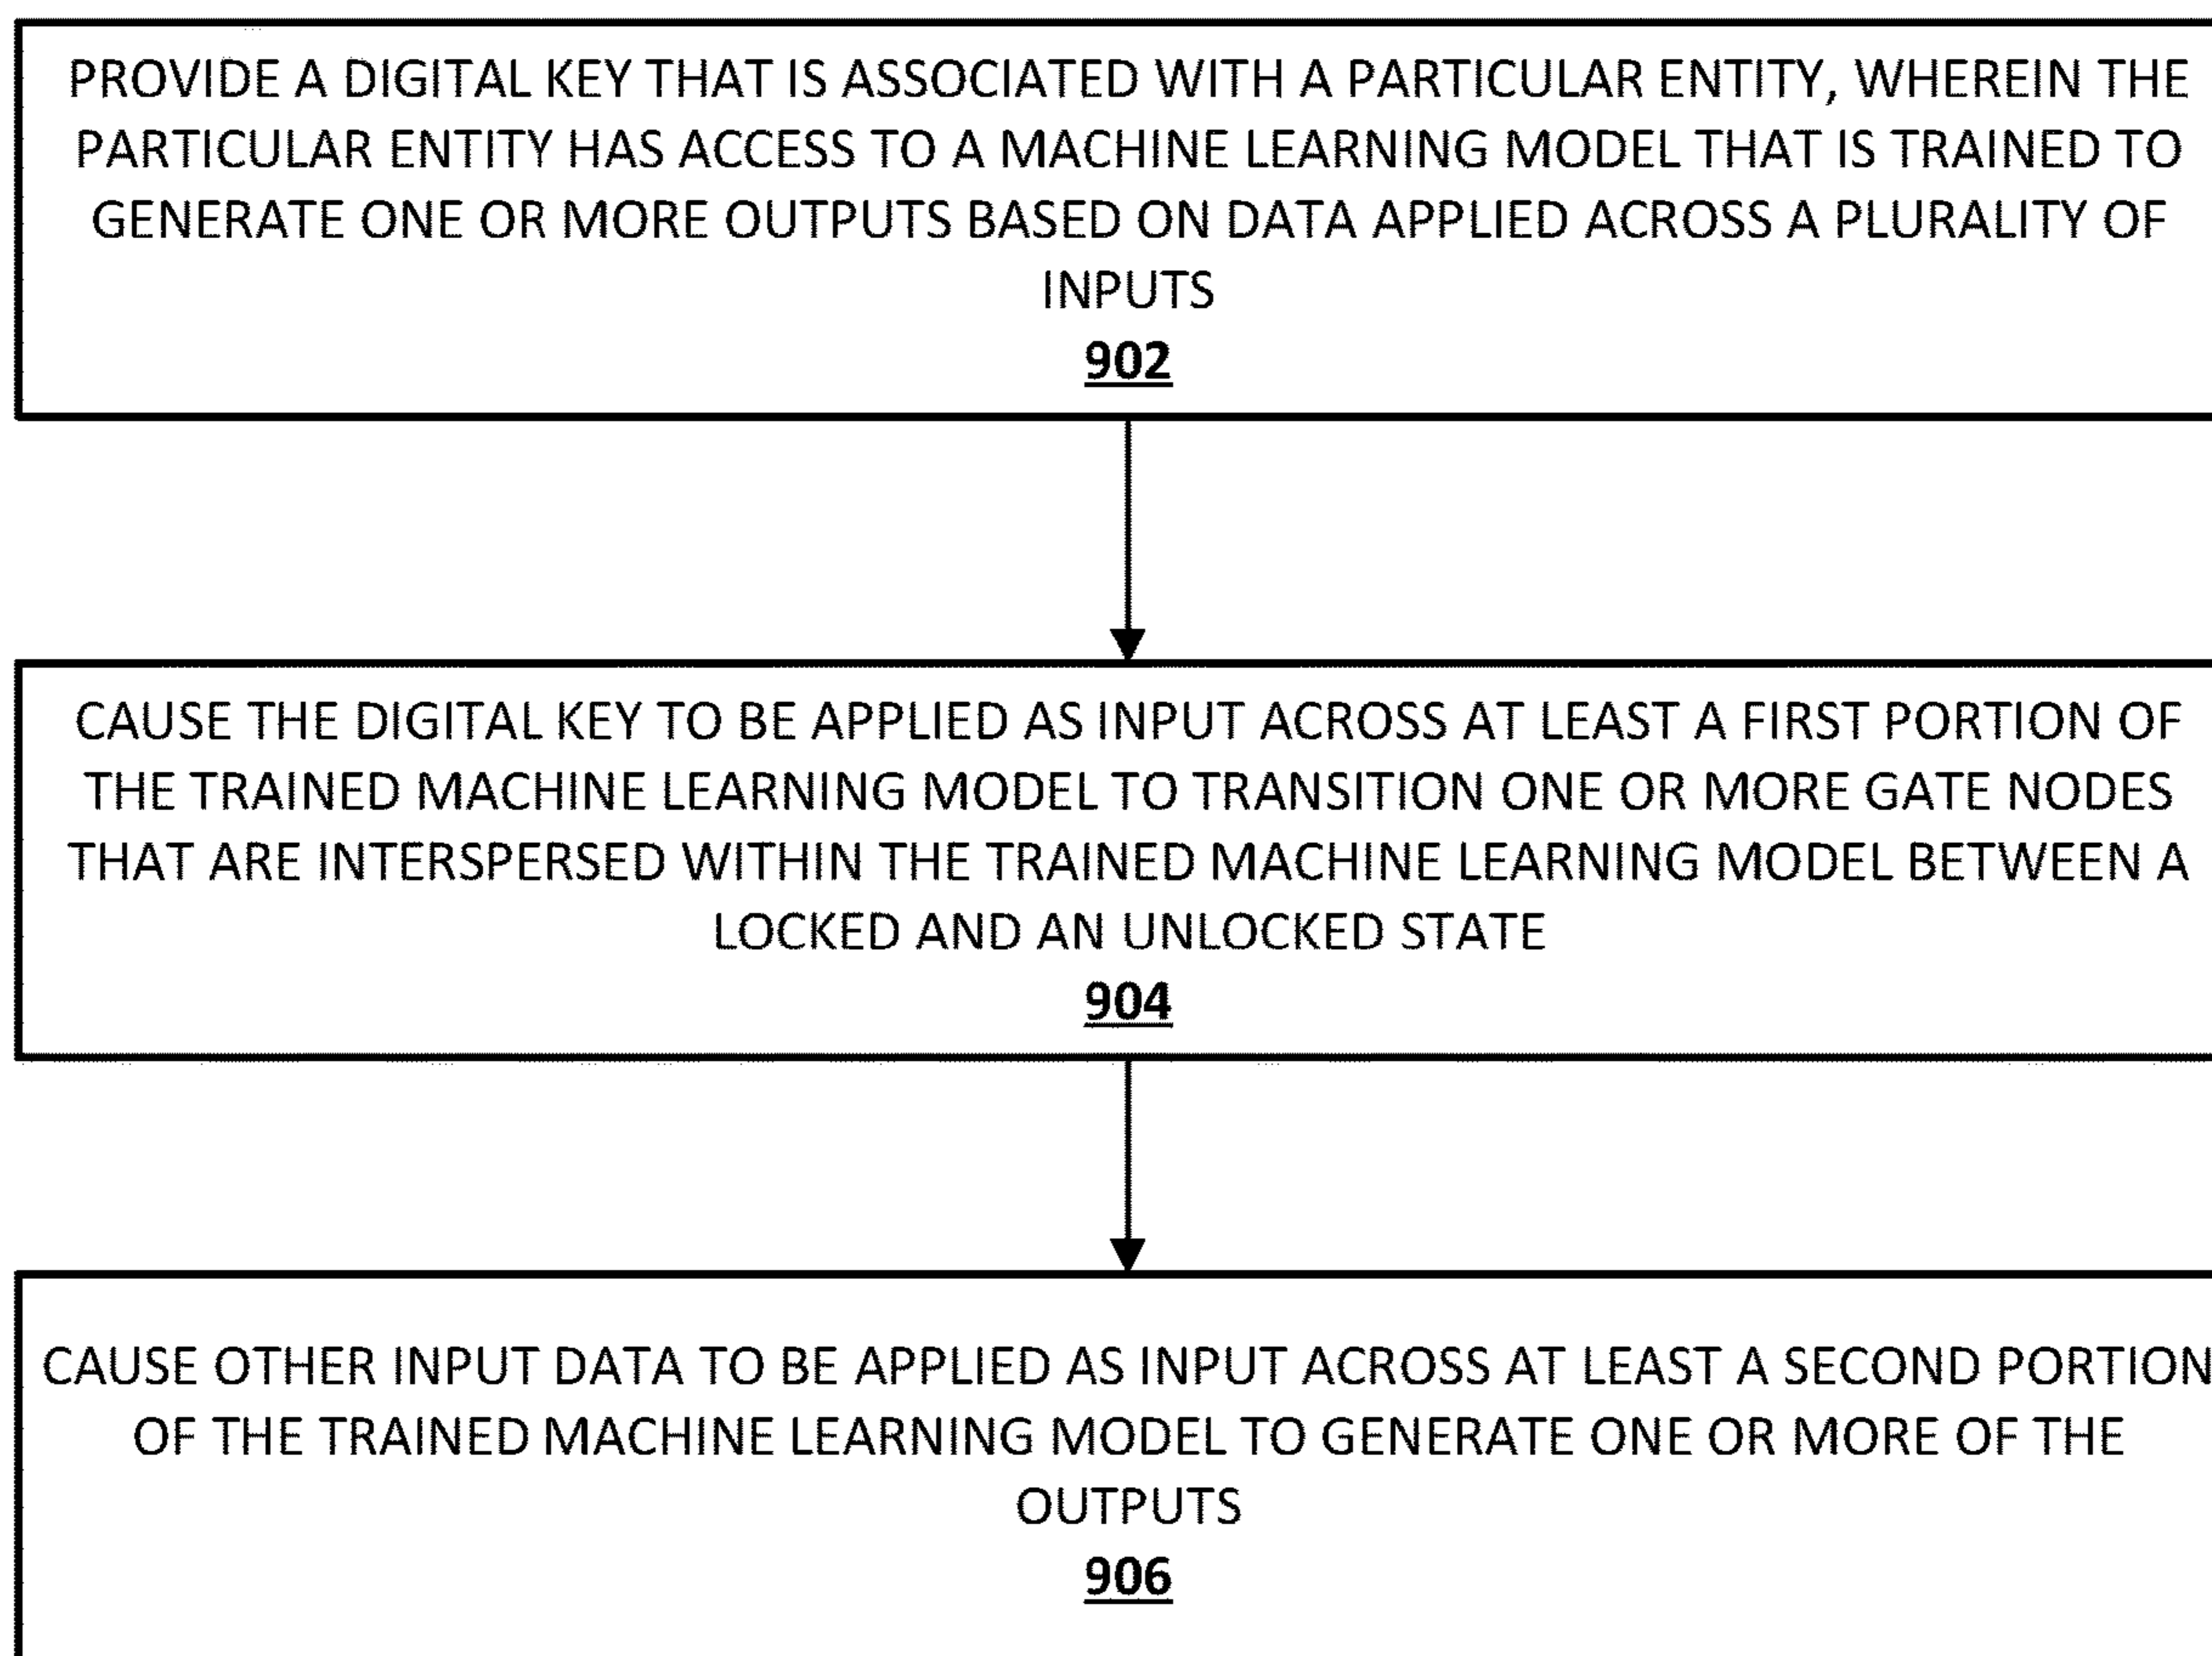 PROVIDE A DIGITAL KEY THAT IS ASSOCIATED WITH A PARTICULAR ENTITY, WHEREIN THE
PARTICULAR ENTITY HAS ACCESS TO A MACHINE LEARNING MODEL THAT IS TRAINED TO
GENERATE ONE OR MORE OUTPUTS BASED ON DATA APPLIED ACROSS A PLURALITY OF
INPUTS
902
CAUSE THE DIGITAL KEY TO BE APPLIED AS INPUT ACROSS AT LEAST A FIRST PORTION OF
THE TRAINED MACHINE LEARNING MODEL TO TRANSITION ONE OR MORE GATE NODES
THAT ARE INTERSPERSED WITHIN THE TRAINED MACHINE LEARNING MODEL BETWEEN A
LOCKED AND AN UNLOCKED STATE
904
CAUSE OTHER INPUT DATA TO BE APPLIED AS INPUT ACROSS AT LEAST A SECOND PORTION
OF THE TRAINED MACHINE LEARNING MODEL TO GENERATE ONE OR MORE OF THE
OUTPUTS
906